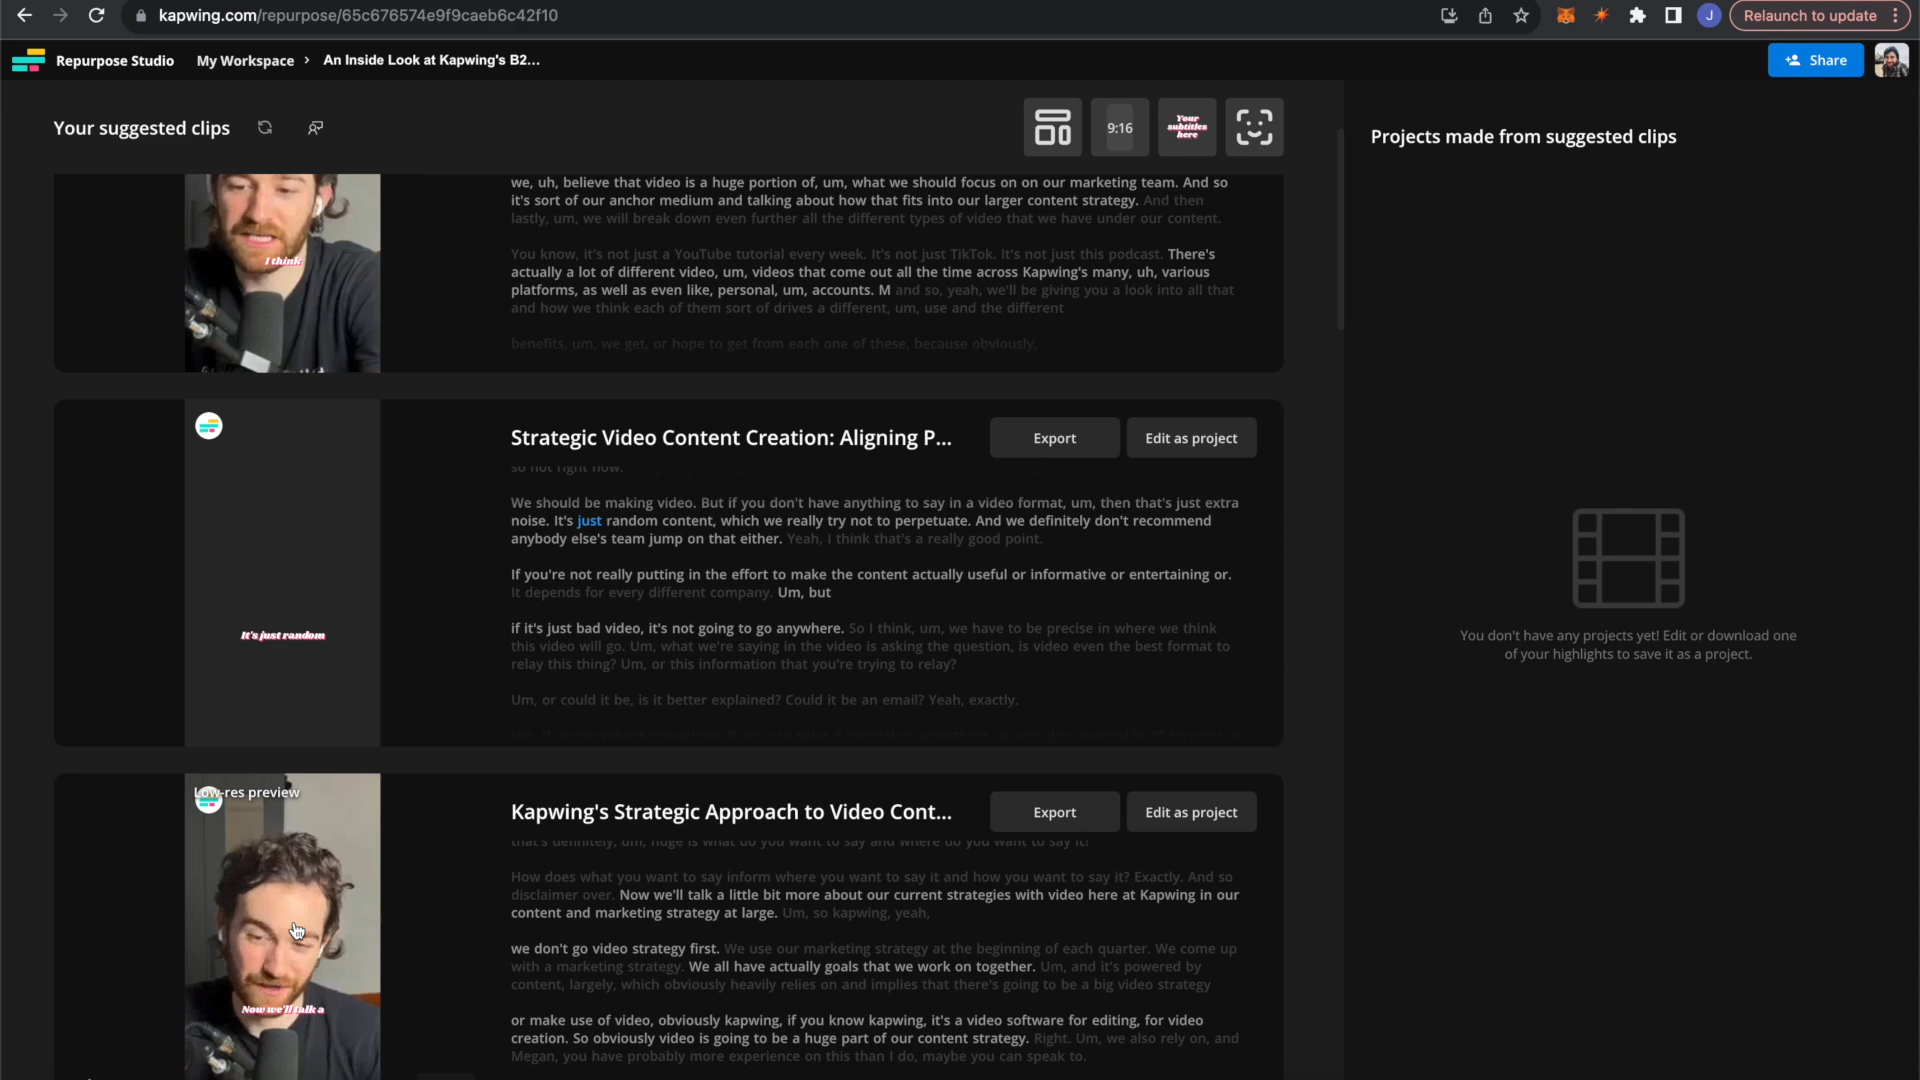 kapwing.com/repurpose/65c676574e9f9caeb6c42f10
J
Relaunch to update
Repurpose Studio
My Workspace > An Inside Look at Kapwing's B2...
Share
Your suggested clips
9:16
Your
subtitles
here
Projects made from suggested clips
I think
we, uh, believe that video is a huge portion of, um, what we should focus on on our marketing team. And so
it's sort of our anchor medium and talking about how that fits into our larger content strategy. And then
lastly, um, we will break down even further all the different types of video that we have under our content.
You know, it's not just a YouTube tutorial every week. It's not just TikTok. It's not just this podcast. There's
actually a lot of different video, um, videos that come out all the time across Kapwing's many, uh, various
platforms, as well as even like, personal, um, accounts. M and so, yeah, we'll be giving you a look into all that
and how we think each of them sort of drives a different, um, use and the different
benefits, um, we get, or hope to get from each one of these, because obviously,
Strategic Video Content Creation: Aligning P...
Export
Edit as project
so not right now.
We should be making video. But if you don't have anything to say in a video format, um, then that's just extra
noise. It's just random content, which we really try not to perpetuate. And we definitely don't recommend
anybody else's team jump on that either. Yeah, I think that's a really good point.
If you're not really putting in the effort to make the content actually useful or informative or entertaining or.
It depends for every different company. Um, but
if it's just bad video, it's not going to go anywhere. So I think, um, we have to be precise in where we think
this video will go. Um, what we're saying in the video is asking the question, is video even the best format to
relay this thing? Um, or this information that you're trying to relay?
Um, or could it be, is it better explained? Could it be an email? Yeah, exactly.
It's just random
You don't have any projects yet! Edit or download one
of your highlights to save it as a project.
Low-res preview
Kapwing's Strategic Approach to Video Cont...
Export
Edit as project
that's definitely, um, huge is what do you want to say and where do you want to say it?
How does what you want to say inform where you want to say it and how you want to say it? Exactly. And so
disclaimer over. Now we'll talk a little bit more about our current strategies with video here at Kapwing in our
content and marketing strategy at large. Um, so kapwing, yeah,
we don't go video strategy first. We use our marketing strategy at the beginning of each quarter. We come up
with a marketing strategy. We all have actually goals that we work on together. Um, and it's powered by
content, largely, which obviously heavily relies on and implies that there's going to be a big video strategy
or make use of video, obviously kapwing, if you know kapwing, it's a video software for editing, for video
creation. So obviously video is going to be a huge part of our content strategy. Right. Um, we also rely on, and
Megan, you have probably more experience on this than I do, maybe you can speak to.
Now we'll talk a